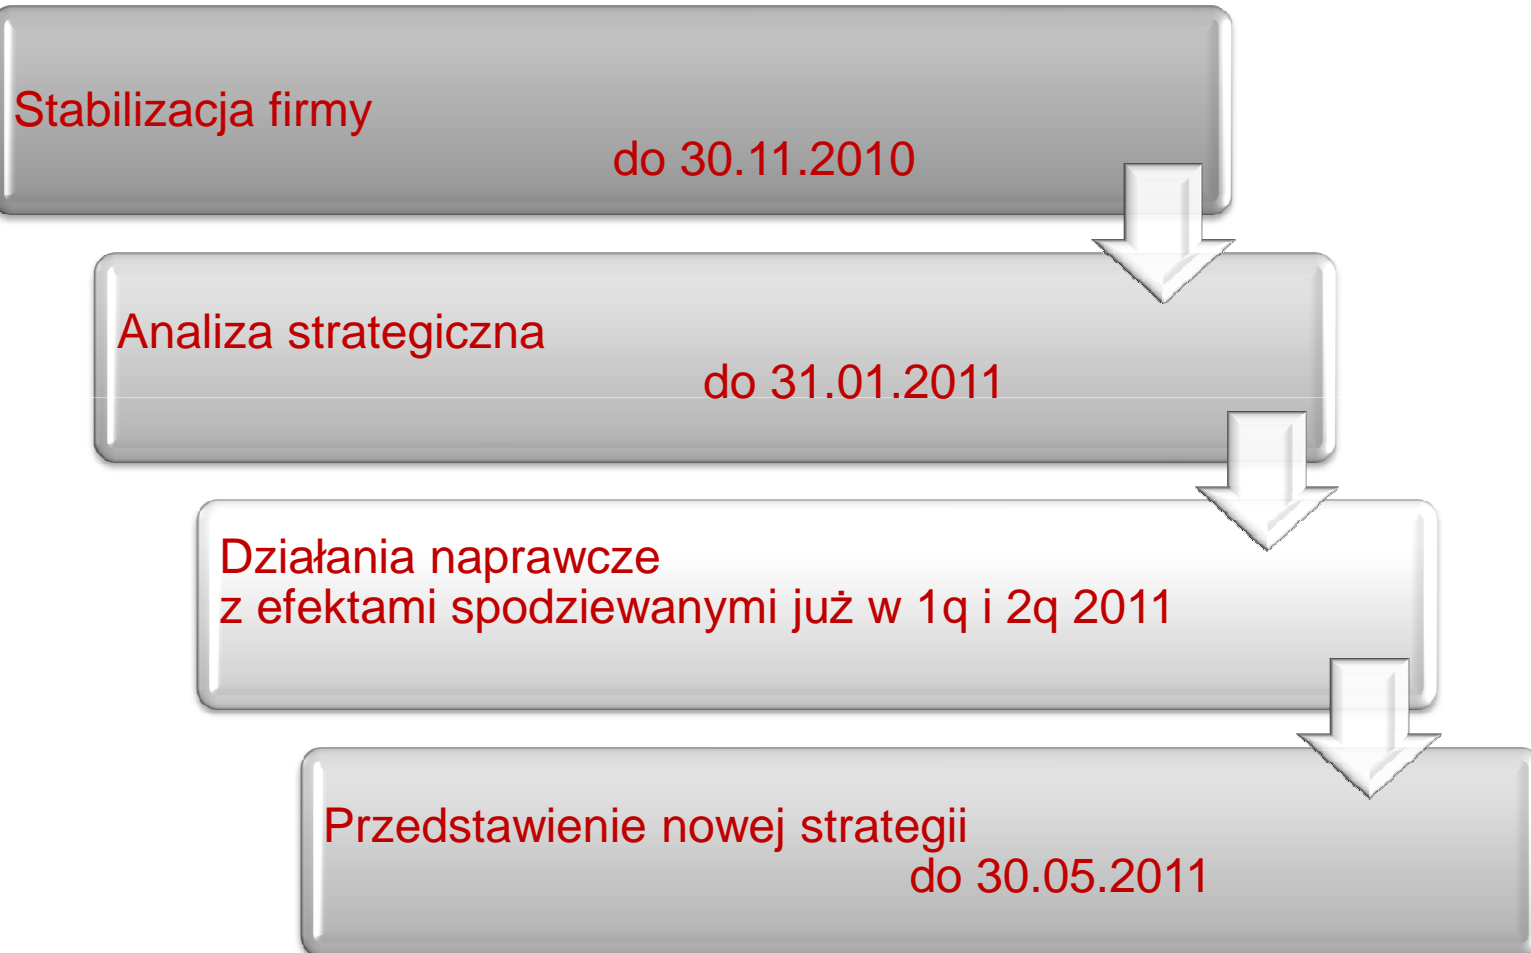 Stabilizacja firmy
do 30.11.2010
Analiza strategiczna
do 31.01.2011
Działania naprawcze
z efektami spodziewanymi już w 1q i 2q 2011
Przedstawienie nowej strategii
do 30.05.2011